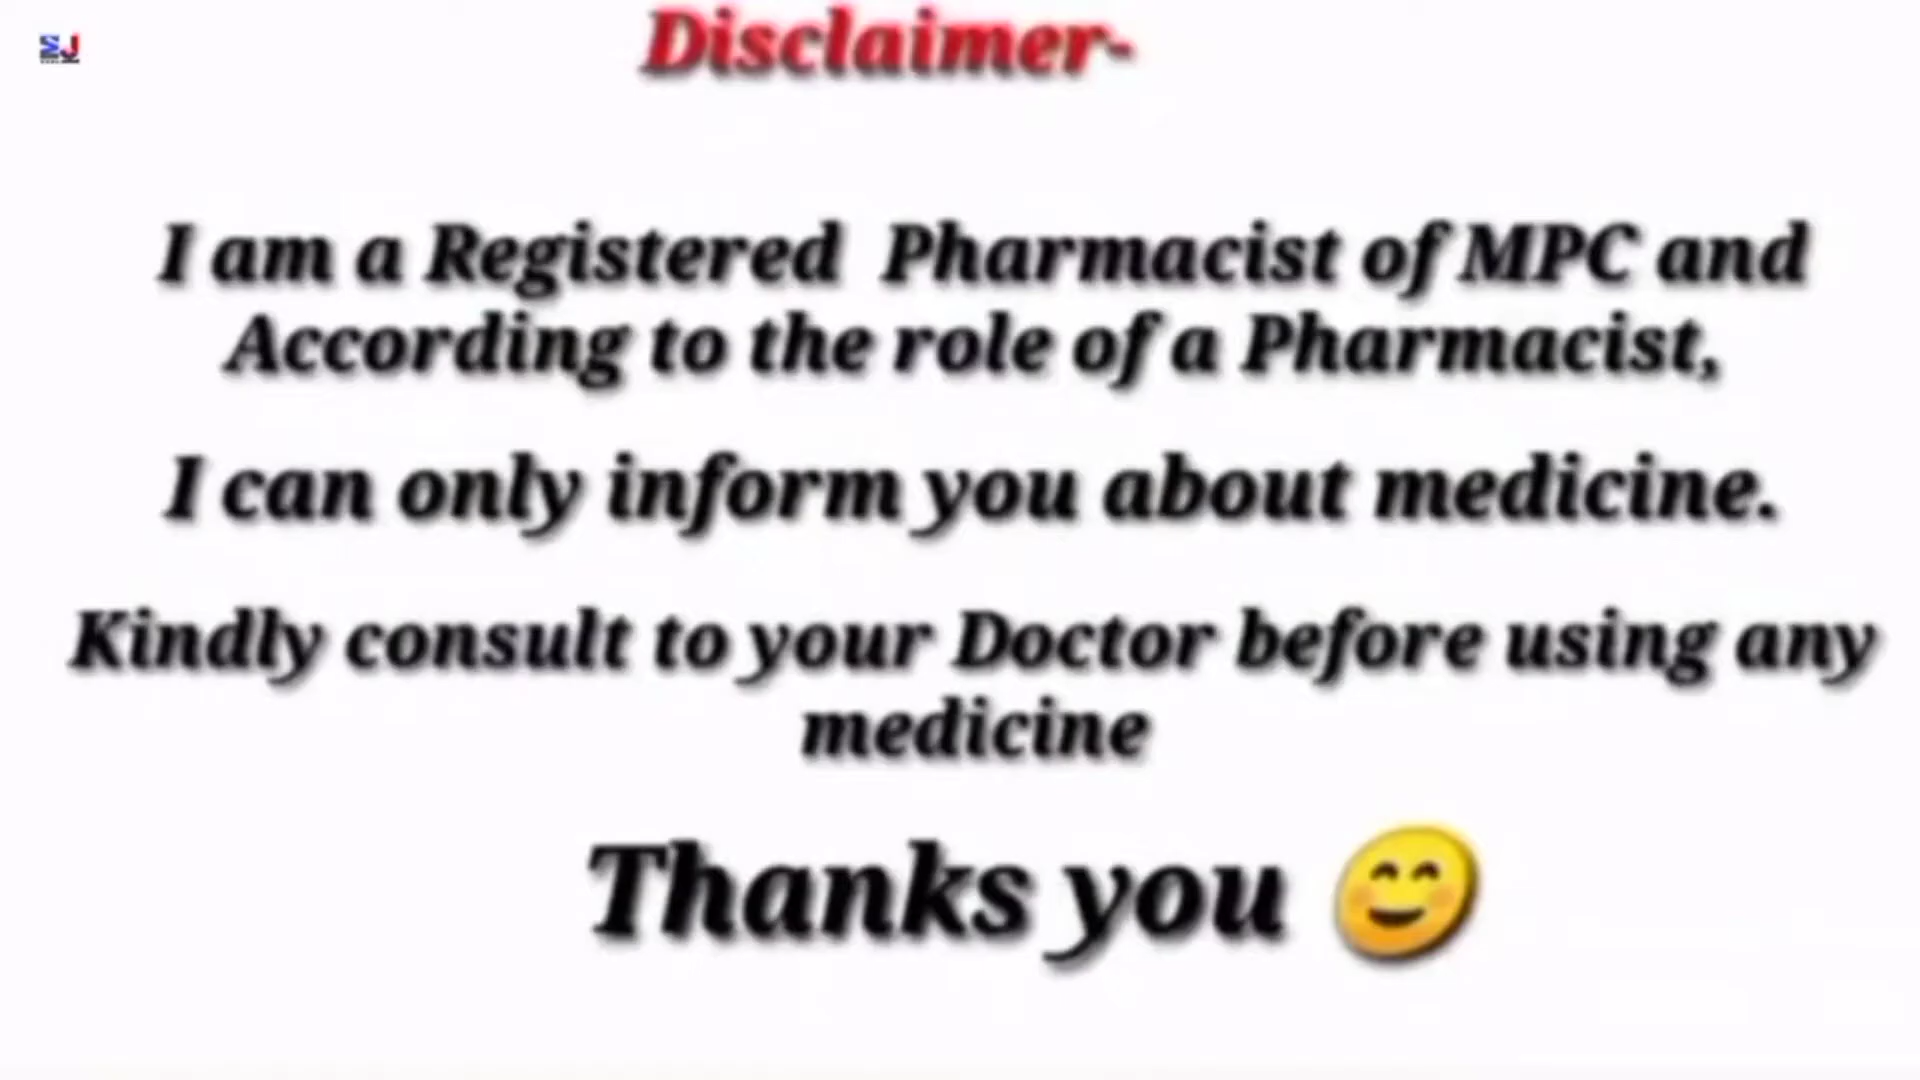 Disclaimer-
I am a Registered Pharmacist of MPC and
According to the role of a Pharmacist,
I can only inform you about medicine.
Kindly consult to your Doctor before using any
medicine
Thanks you 😊